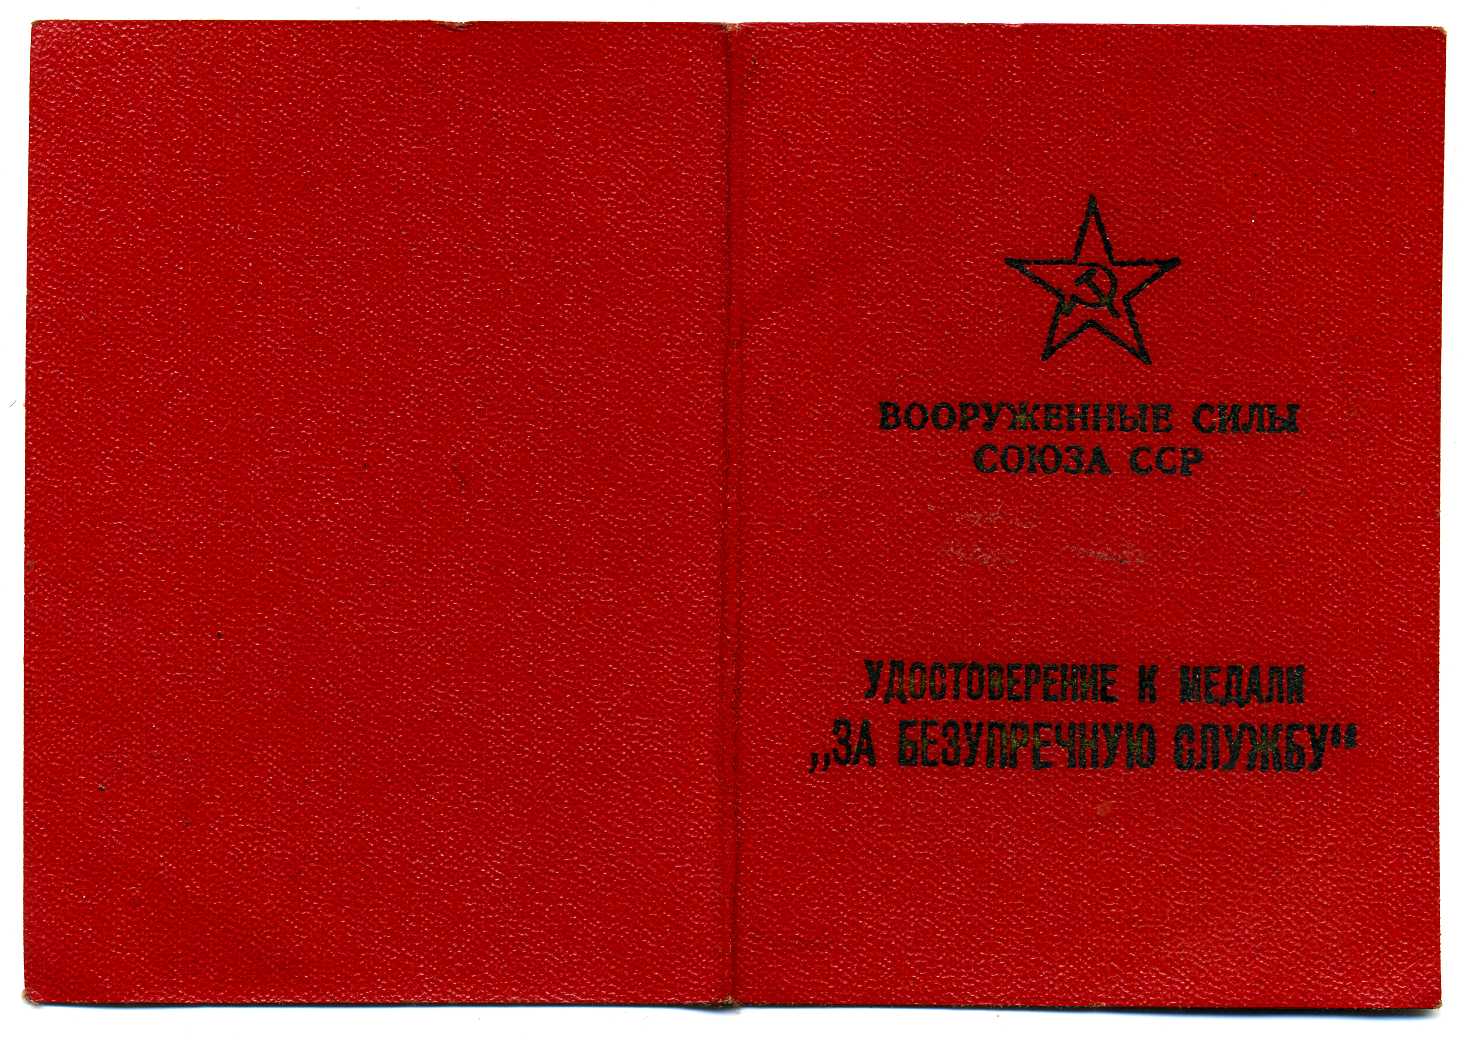 ВООРУЖЕННЫЕ СИЛЫ
СОЮЗА ССР
УДОСТОВЕРЕНИЕ К МЕДАЛИ
„ЗА БЕЗУПРЕЧНУЮ СЛУЖБУ“